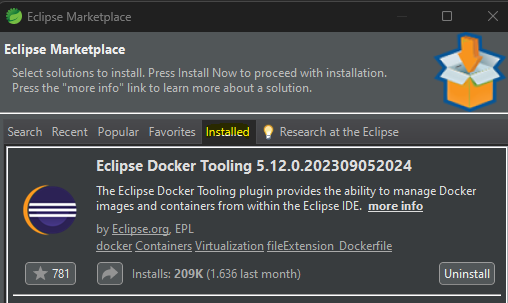 Eclipse Marketplace
Eclipse Marketplace
Select solutions to install. Press Install Now to proceed with installation.
Press the "more info" link to learn more about a solution.
Search Recent Popular Favorites Installed Research at the Eclipse
Eclipse Docker Tooling 5.12.0.202309052024
The Eclipse Docker Tooling plugin provides the ability to manage Docker
images and containers from within the Eclipse IDE. more info
by Eclipse.org, EPL
docker Containers Virtualization fileExtension_Dockerfile
781 Installs: 209K (1.636 last month) Uninstall